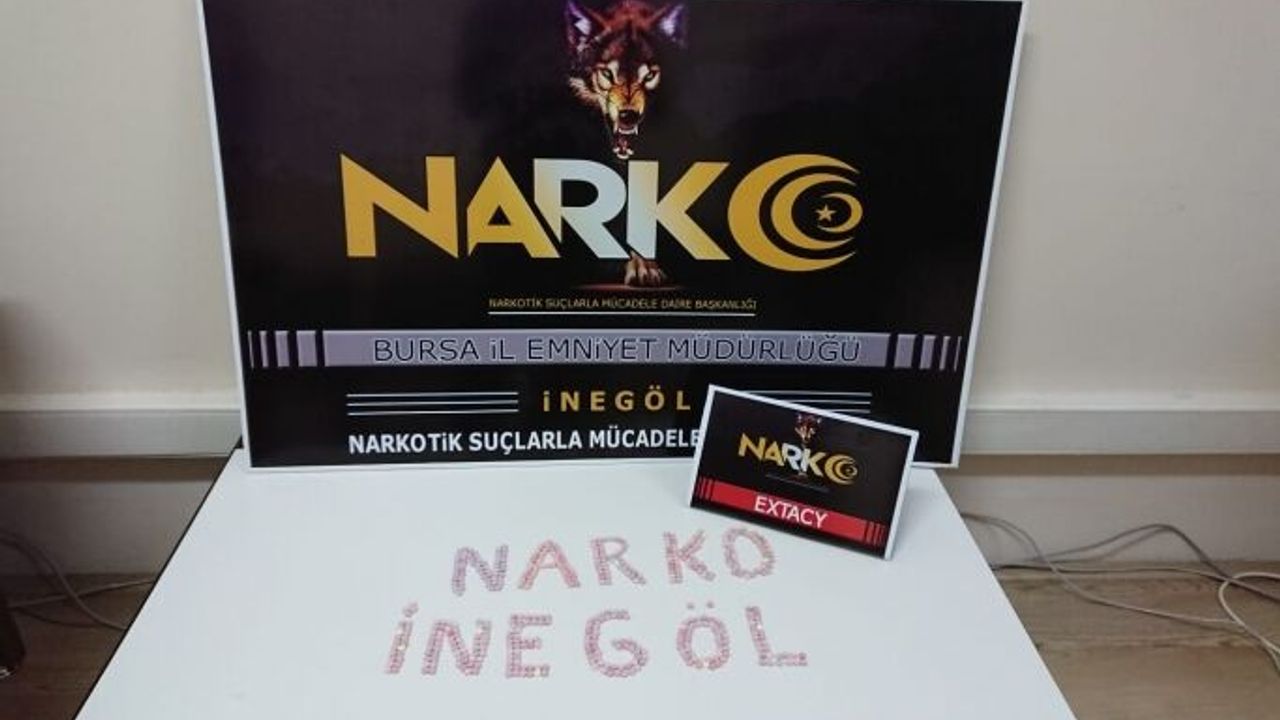 NARKO
NARKOTİK SUÇLARLA MÜCADELE DAİRE BAŞKANLIĞI
BURSA İL EMNİYET MÜDÜRLÜĞÜ
İNEGÖL
NARKOTİK SUÇLARLA MÜCADELE
NARKO
EXTACY
NARKO
İNEGÖL